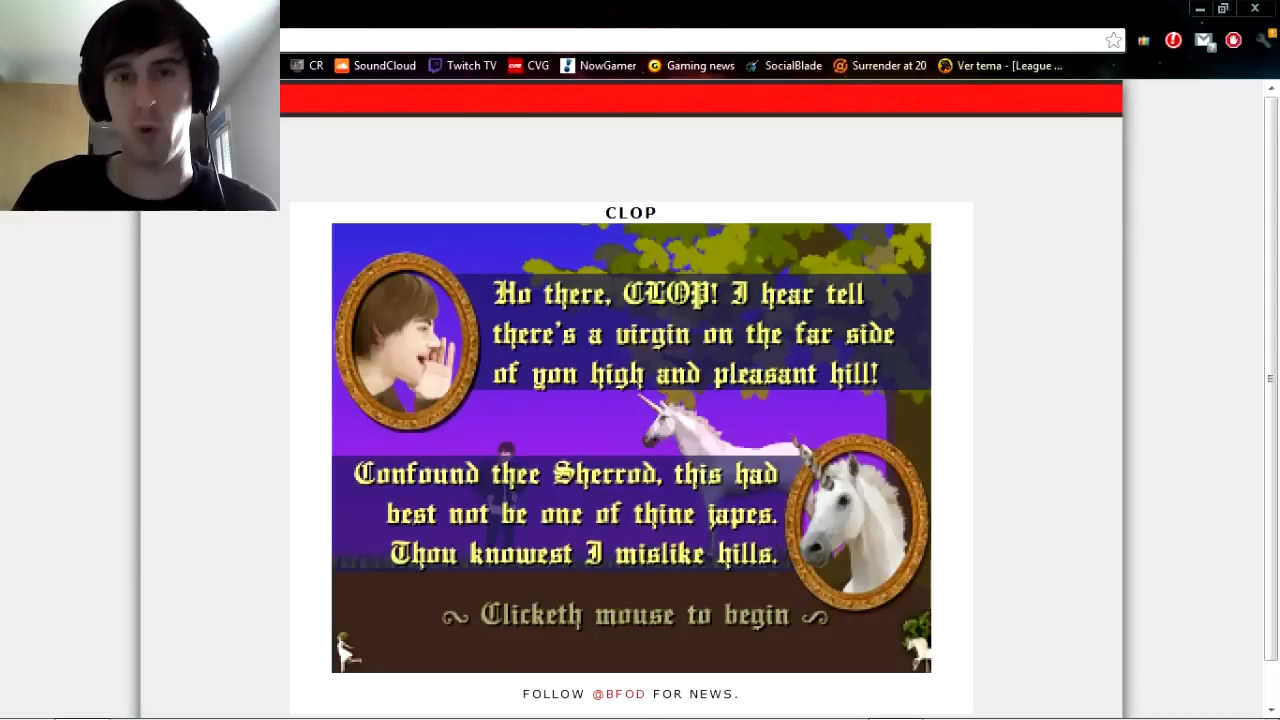 CR SoundCloud Twitch TV CVG NowGamer Gaming news SocialBlade Surrender at 20 Ver tema - [League ...
CLOP
Ho there, CLOP! I hear tell
there's a virgin on the far side
of yon high and pleasant hill!
Confound thee Sherrod, this had
best not be one of thine japes.
Thou knowest I mislike hills.
~ Clicketh mouse to begin ~
FOLLOW @BFOD FOR NEWS.